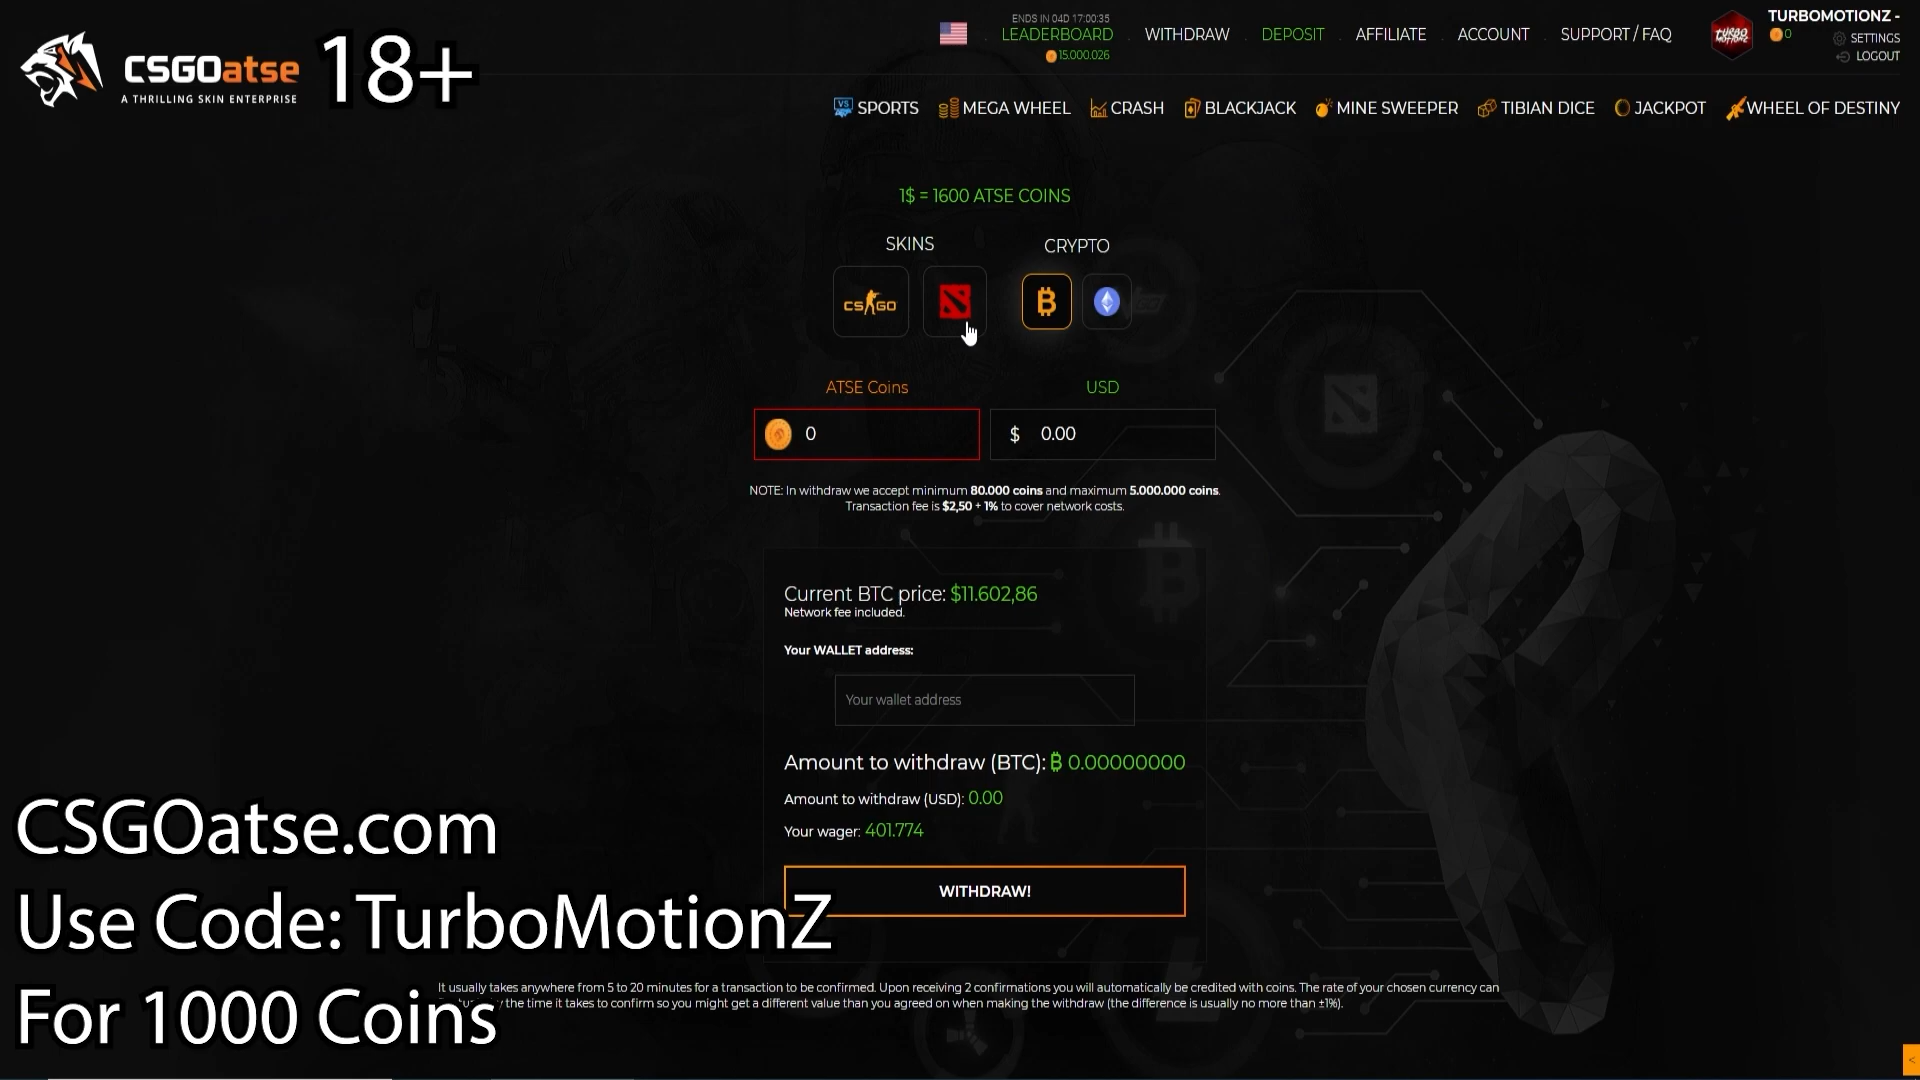 ENDS IN 04D 17:00:35
LEADERBOARD
15.000.026
WITHDRAW
DEPOSIT
AFFILIATE
ACCOUNT
SUPPORT / FAQ
TURBO MOTIONZ
TURBOMOTIONZ -
0
SETTINGS
LOGOUT
CSGOatse
A THRILLING SKIN ENTERPRISE
18+
VS SPORTS
MEGA WHEEL
CRASH
BLACKJACK
MINE SWEEPER
TIBIAN DICE
JACKPOT
WHEEL OF DESTINY
1$ = 1600 ATSE COINS
SKINS
CRYPTO
CS GO
ATSE Coins
USD
0
$ 0.00
NOTE: In withdraw we accept minimum 80.000 coins and maximum 5.000.000 coins.
Transaction fee is $2,50 + 1% to cover network costs.
Current BTC price: $11.602,86
Network fee included.
Your WALLET address:
Your wallet address
Amount to withdraw (BTC): ₿ 0.00000000
Amount to withdraw (USD): 0.00
Your wager: 401.774
WITHDRAW!
CSGOatse.com
Use Code: TurboMotionZ
For 1000 Coins
It usually takes anywhere from 5 to 20 minutes for a transaction to be confirmed. Upon receiving 2 confirmations you will automatically be credited with coins. The rate of your chosen currency can
the time it takes to confirm so you might get a different value than you agreed on when making the withdraw (the difference is usually no more than ±1%).
<